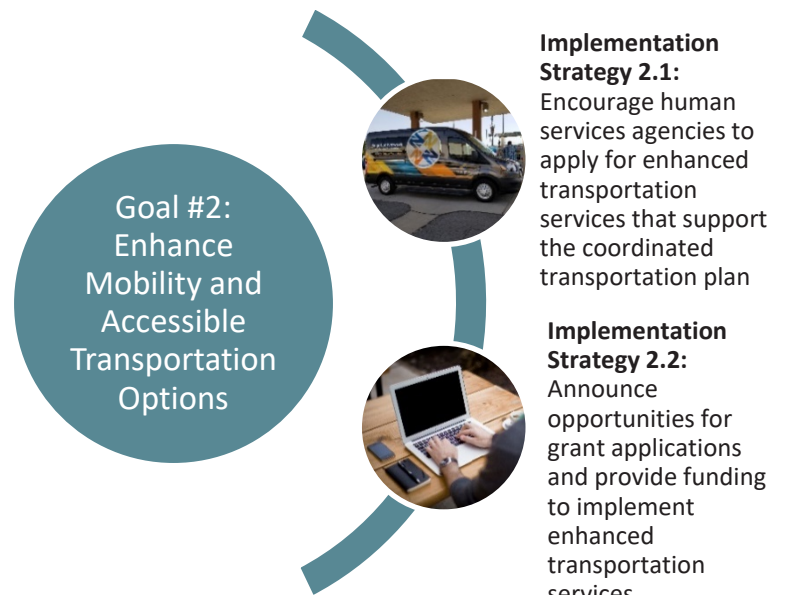 Goal #2:
Enhance
Mobility and
Accessible
Transportation
Options
Implementation
Strategy 2.1:
Encourage human
services agencies to
apply for enhanced
transportation
services that support
the coordinated
transportation plan
Implementation
Strategy 2.2:
Announce
opportunities for
grant applications
and provide funding
to implement
enhanced
transportation
services